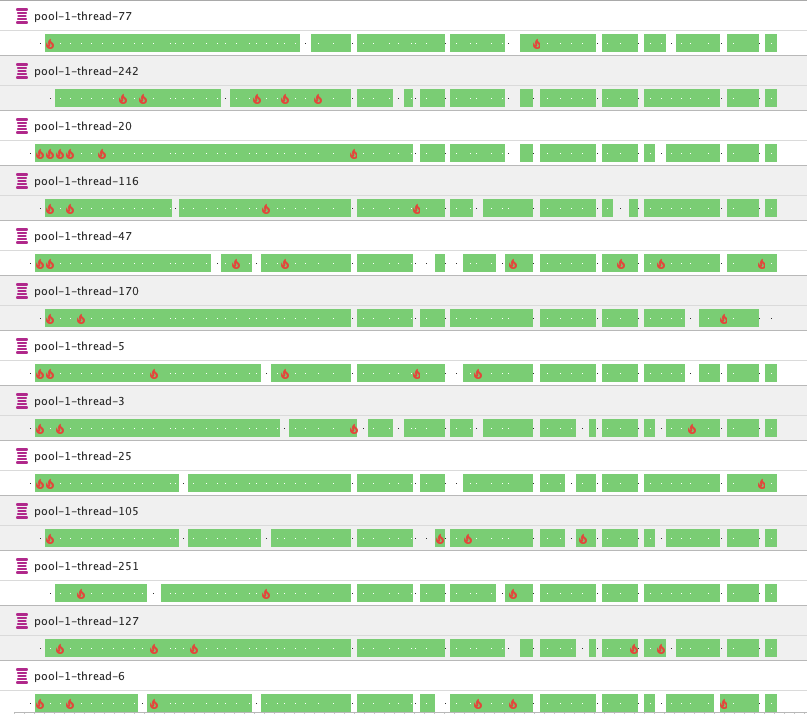 pool-1-thread-77
pool-1-thread-242
pool-1-thread-20
pool-1-thread-116
pool-1-thread-47
pool-1-thread-170
pool-1-thread-5
pool-1-thread-3
pool-1-thread-25
pool-1-thread-105
pool-1-thread-251
pool-1-thread-127
pool-1-thread-6